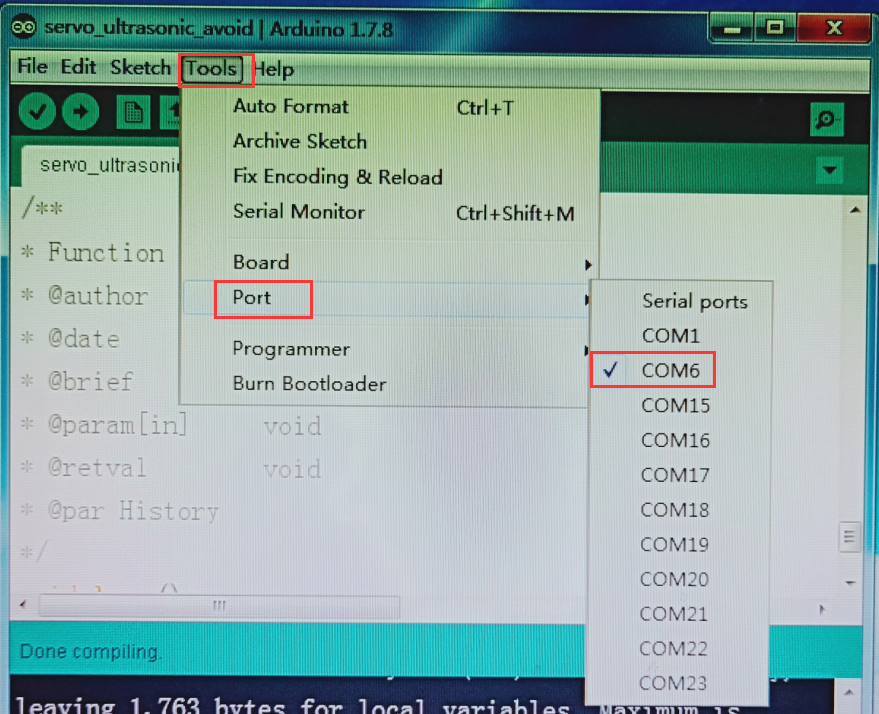 servo_ultrasonic_avoid | Arduino 1.7.8
File Edit Sketch Tools Help
Auto Format Ctrl+T
Archive Sketch
Fix Encoding & Reload
Serial Monitor Ctrl+Shift+M
Board
Port
Programmer
Burn Bootloader
Serial ports
COM1
COM6
COM15
COM16
COM17
COM18
COM19
COM20
COM21
COM22
COM23
servo_ultrasoni
/**
* Function
* @author
* @date
* @brief
* @param[in] void
* @retval void
* @par History
*/
Done compiling.
leaving 1,763 bytes for local variables. Maximum is